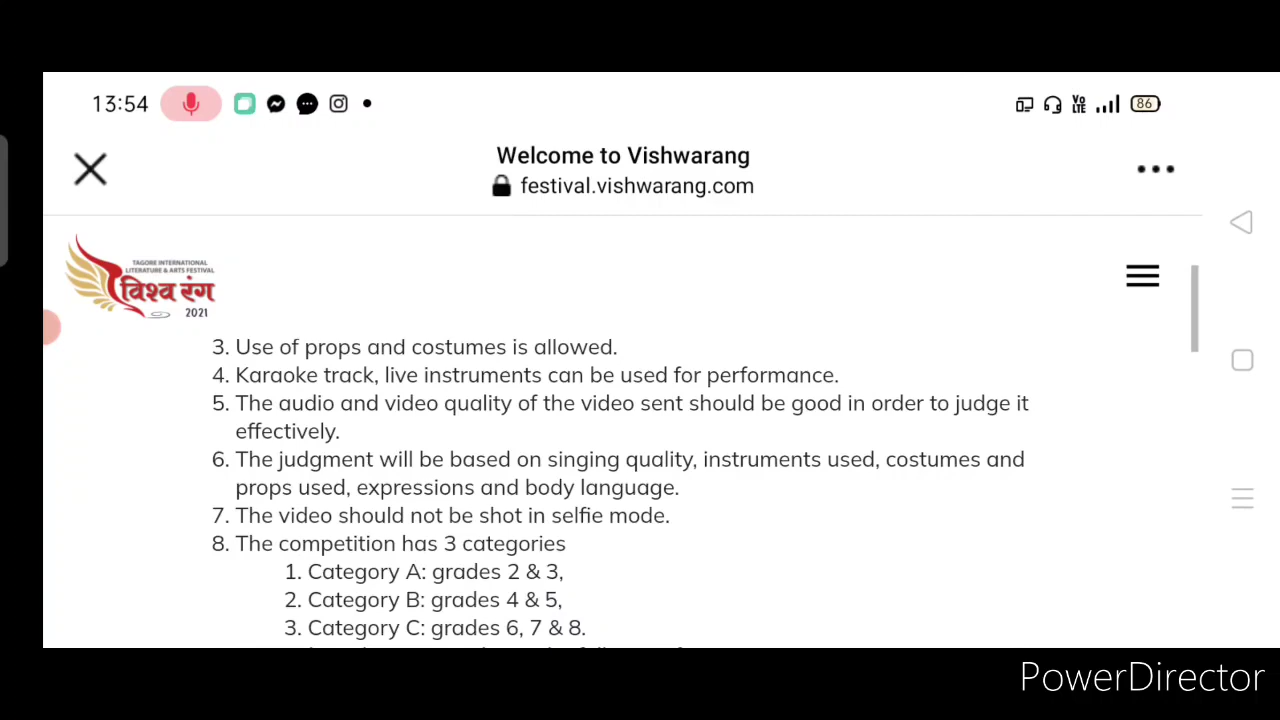 13:54
Vo
LTE
86
Welcome to Vishwarang
festival.vishwarang.com
TAGORE INTERNATIONAL
LITERATURE & ARTS FESTIVAL
विश्व रंग
2021
3. Use of props and costumes is allowed.
4. Karaoke track, live instruments can be used for performance.
5. The audio and video quality of the video sent should be good in order to judge it
effectively.
6. The judgment will be based on singing quality, instruments used, costumes and
props used, expressions and body language.
7. The video should not be shot in selfie mode.
8. The competition has 3 categories
1. Category A: grades 2 & 3,
2. Category B: grades 4 & 5,
3. Category C: grades 6, 7 & 8.
PowerDirector